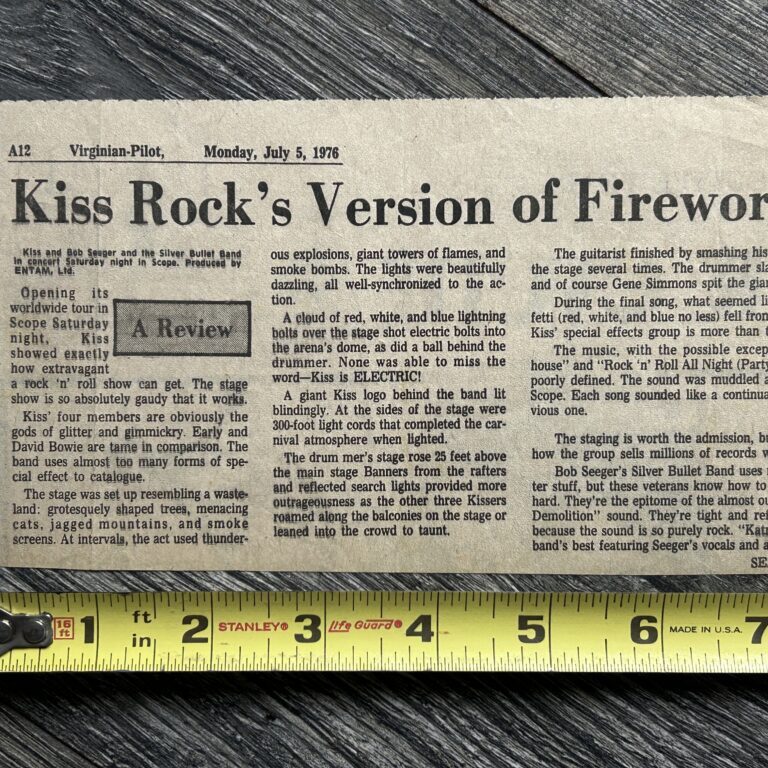 A12 Virginian-Pilot, Monday, July 5, 1976
Kiss Rock's Version of Firewor
Kiss and Bob Seeger and the Silver Bullet Band
in concert Saturday night in Scope. Produced by
ENTAM, Ltd.
A Review
Opening its
worldwide tour in
Scope Saturday
night, Kiss
showed exactly
how extravagant
a rock 'n' roll show can get. The stage
show is so absolutely gaudy that it works.
Kiss' four members are obviously the
gods of glitter and gimmickry. Early and
David Bowie are tame in comparison. The
band uses almost too many forms of spe-
cial effect to catalogue.
The stage was set up resembling a waste-
land: grotesquely shaped trees, menacing
cats, jagged mountains, and smoke
screens. At intervals, the act used thunder-
ous explosions, giant towers of flames, and
smoke bombs. The lights were beautifully
dazzling, all well-synchronized to the ac-
tion.
A cloud of red, white, and blue lightning
bolts over the stage shot electric bolts into
the arena's dome, as did a ball behind the
drummer. None was able to miss the
word—Kiss is ELECTRIC!
A giant Kiss logo behind the band lit
blindingly. At the sides of the stage were
300-foot light cords that completed the car-
nival atmosphere when lighted.
The drum mer's stage rose 25 feet above
the main stage Banners from the rafters
and reflected search lights provided more
outrageousness as the other three Kissers
roamed along the balconies on the stage or
leaned into the crowd to taunt.
The guitarist finished by smashing his
the stage several times. The drummer sla
and of course Gene Simmons spit the gia
During the final song, what seemed li
fetti (red, white, and blue no less) fell from
Kiss' special effects group is more than t
The music, with the possible excep
house" and "Rock 'n' Roll All Night (Party
poorly defined. The sound was muddled a
Scope. Each song sounded like a continua
vious one.
The staging is worth the admission, bu
how the group sells millions of records w
Bob Seeger's Silver Bullet Band uses
ter stuff, but these veterans know how to
hard. They're the epitome of the almost ou
Demolition" sound. They're tight and ref
because the sound is so purely rock. "Katm
band's best featuring Seeger's vocals and a
SE
16 ft 1 ft in 2 STANLEY® 3 Life Guard® 4 5 6 MADE IN U.S.A. 7